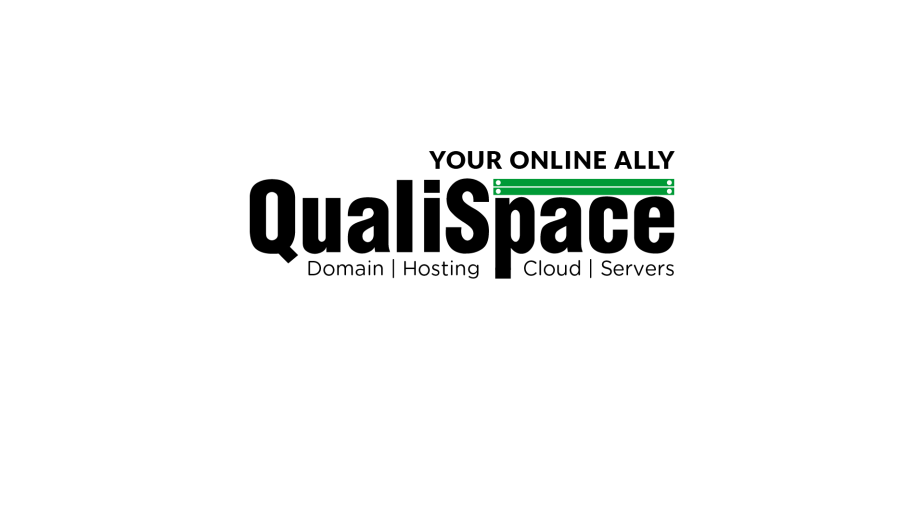 YOUR ONLINE ALLY
QualiSpace
Domain | Hosting Cloud | Servers